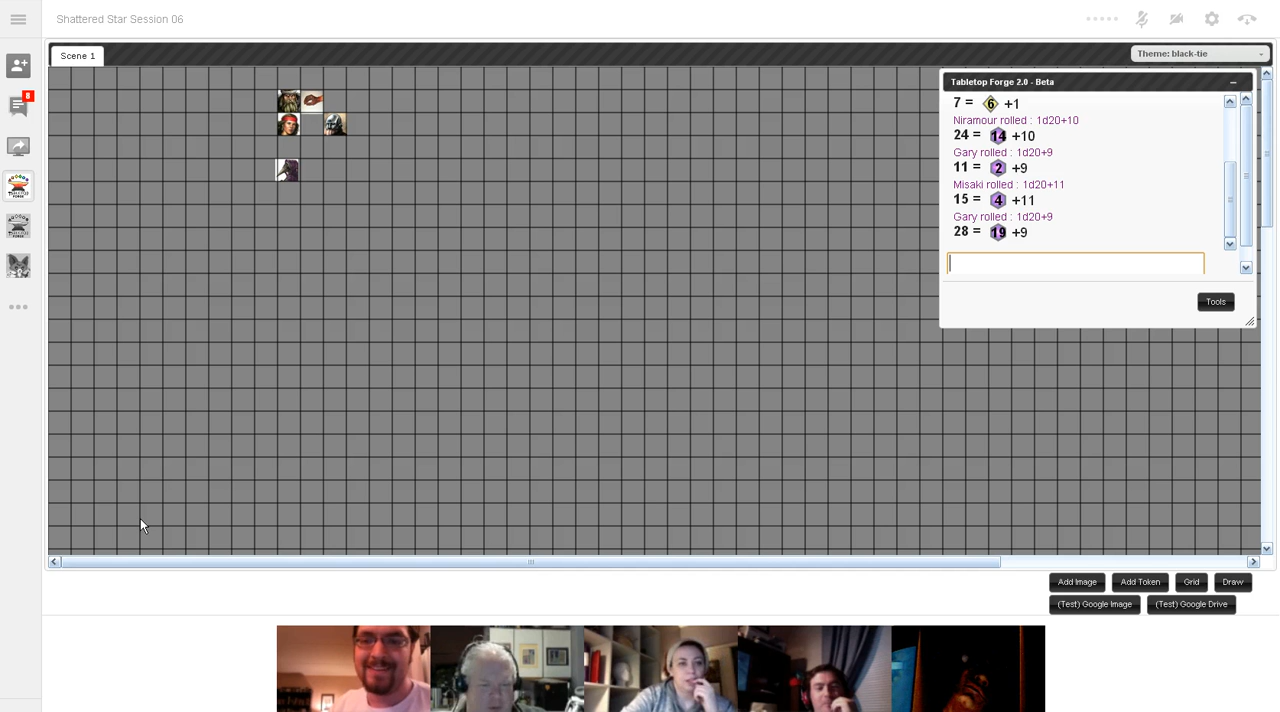 Shattered Star Session 06
Scene 1
Theme: black-tie
8
Tabletop Forge 2.0 - Beta
7 = 6 +1
Niramour rolled : 1d20+10
24 = 14 +10
Gary rolled : 1d20+9
11 = 2 +9
Misaki rolled : 1d20+11
15 = 4 +11
Gary rolled : 1d20+9
28 = 19 +9
Tools
Add Image Add Token Grid Draw
(Test) Google Image (Test) Google Drive